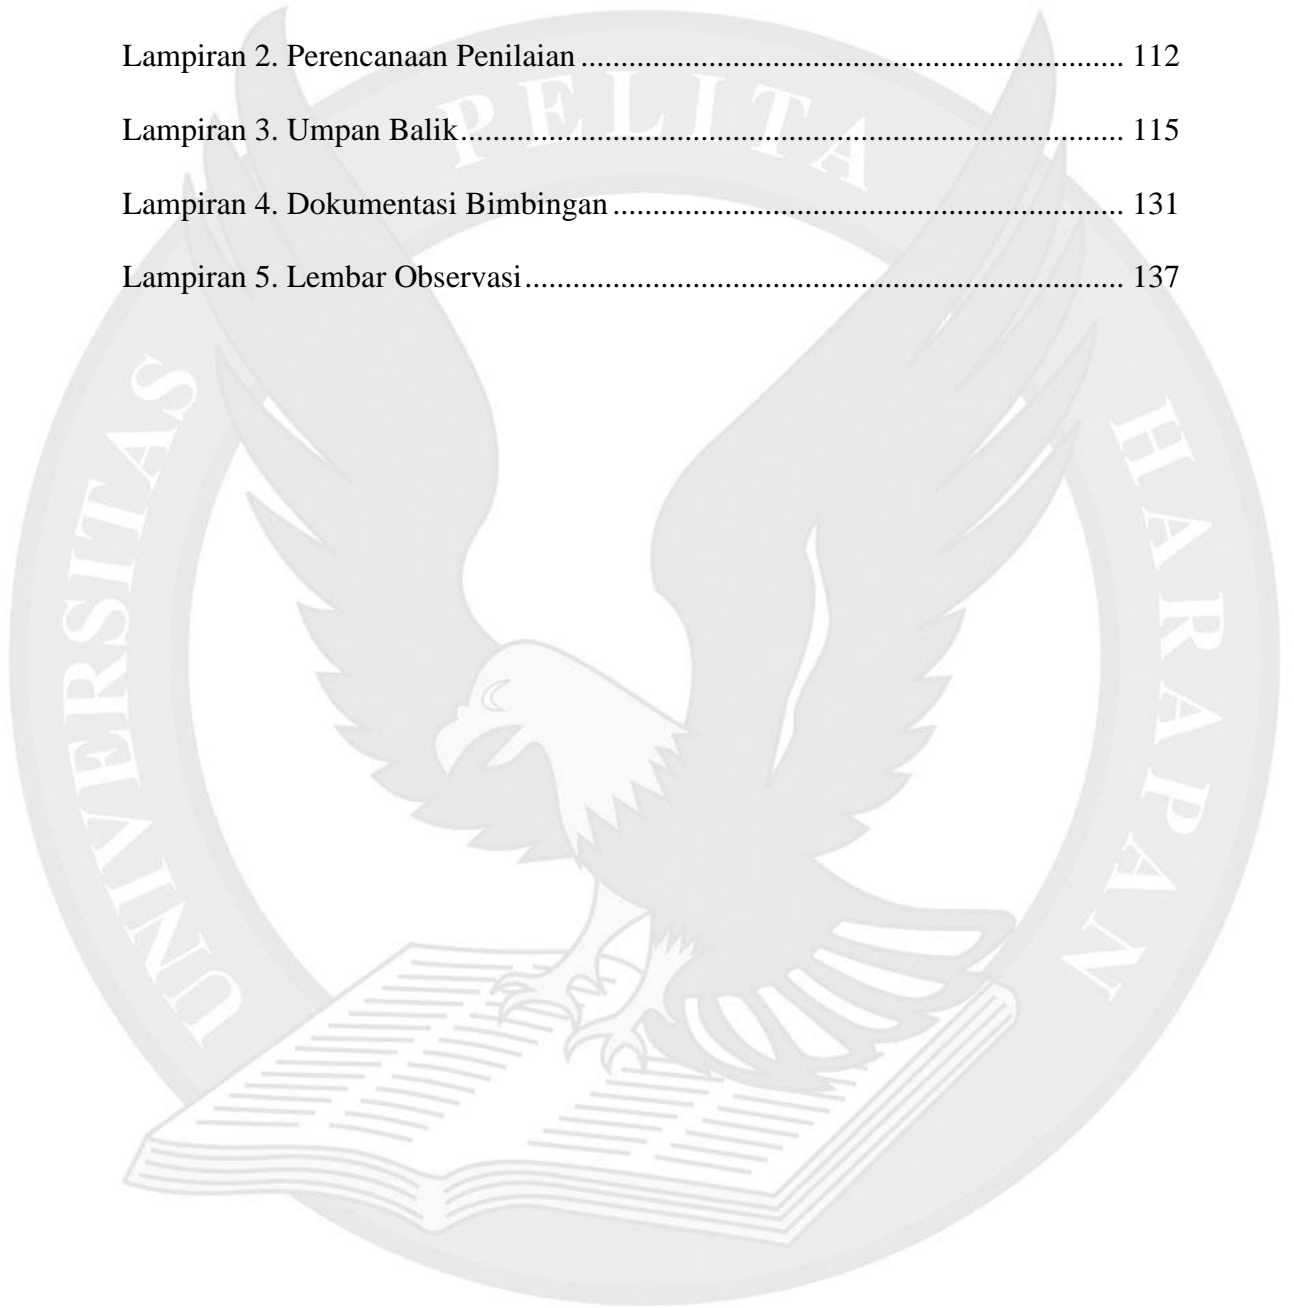 Lampiran 2. Perencanaan Penilaian ..................................................................... 112
Lampiran 3. Umpan Balik.................................................................................... 115
Lampiran 4. Dokumentasi Bimbingan ................................................................. 131
Lampiran 5. Lembar Observasi............................................................................ 137
UNIVERSITAS PELITA HARAPAN